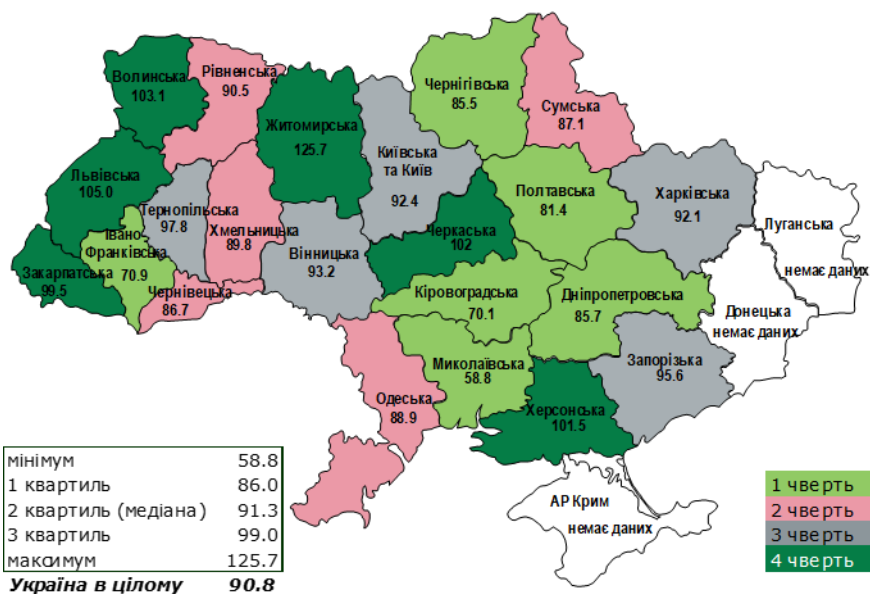 Волинська
103.1
Рівненська
90.5
Житомирська
125.7
Київська
та Київ
92.4
Чернігівська
85.5
Сумська
87.1
Львівська
105.0
Тернопільська
97.8
Хмельницька
89.8
Івано-
Франківська
70.9
Закарпатська
99.5
Чернівецька
86.7
Вінницька
93.2
Черкаська
102
Полтавська
81.4
Харківська
92.1
Луганська
немає даних
Донецька
немає даних
Кіровоградська
70.1
Дніпропетровська
85.7
Запорізька
95.6
Миколаївська
58.8
Одеська
88.9
Херсонська
101.5
АР Крим
немає даних
мінімум 58.8
1 квартиль 86.0
2 квартиль (медіана) 91.3
3 квартиль 99.0
максимум 125.7
Україна в цілому 90.8
1 чверть
2 чверть
3 чверть
4 чверть